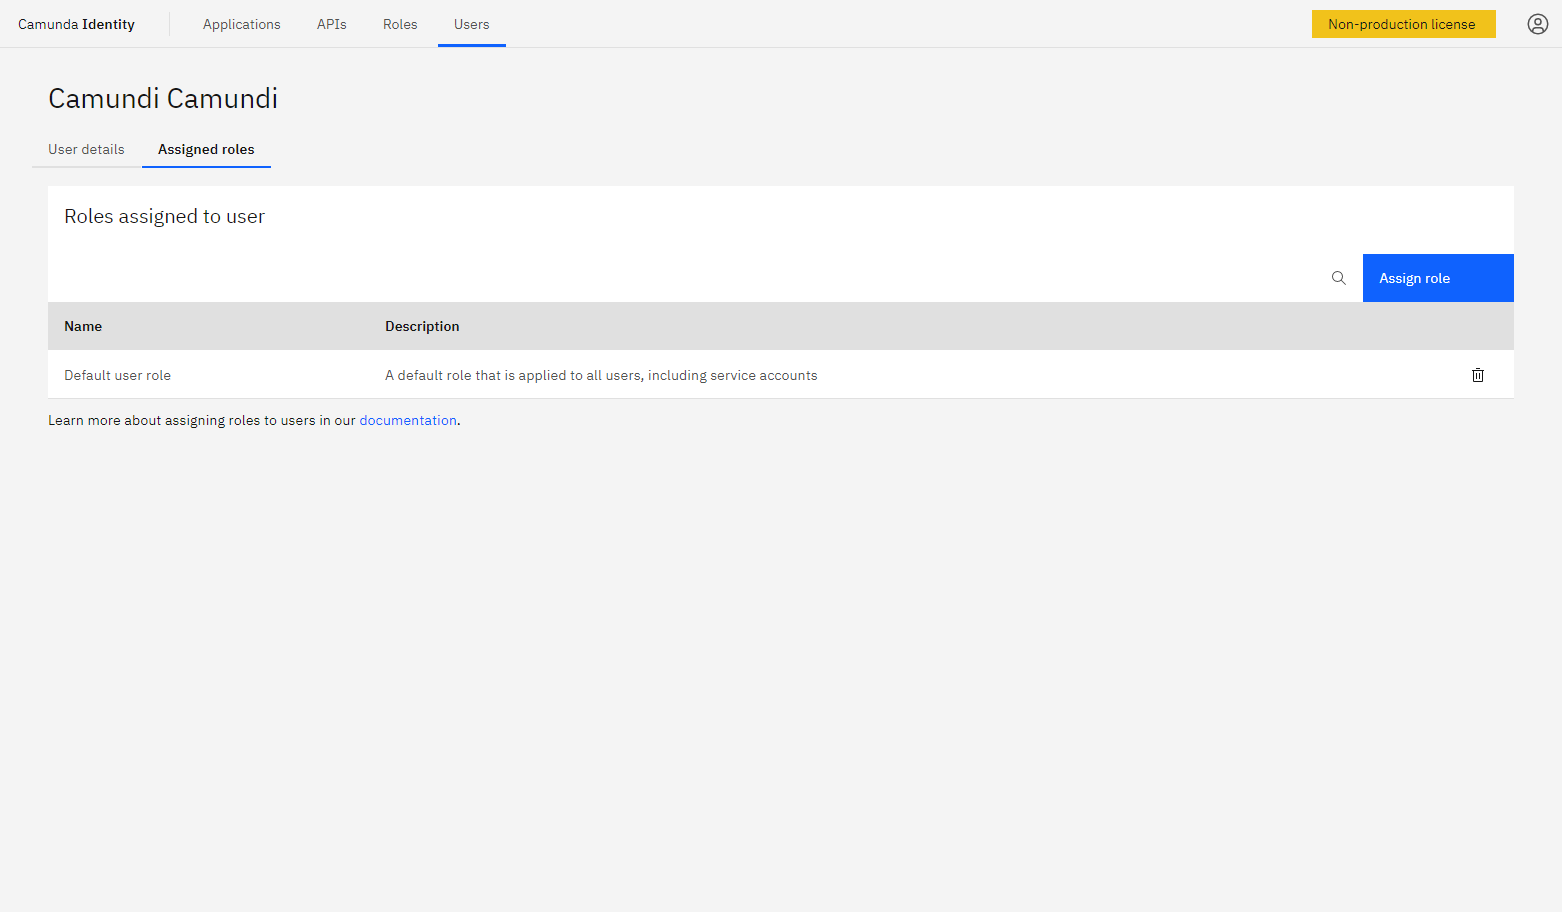 Camunda Identity
Applications
APIs
Roles
Users
Non-production license
Camundi Camundi
User details
Assigned roles
Roles assigned to user
Assign role
Name
Description
Default user role
A default role that is applied to all users, including service accounts
Learn more about assigning roles to users in our documentation.